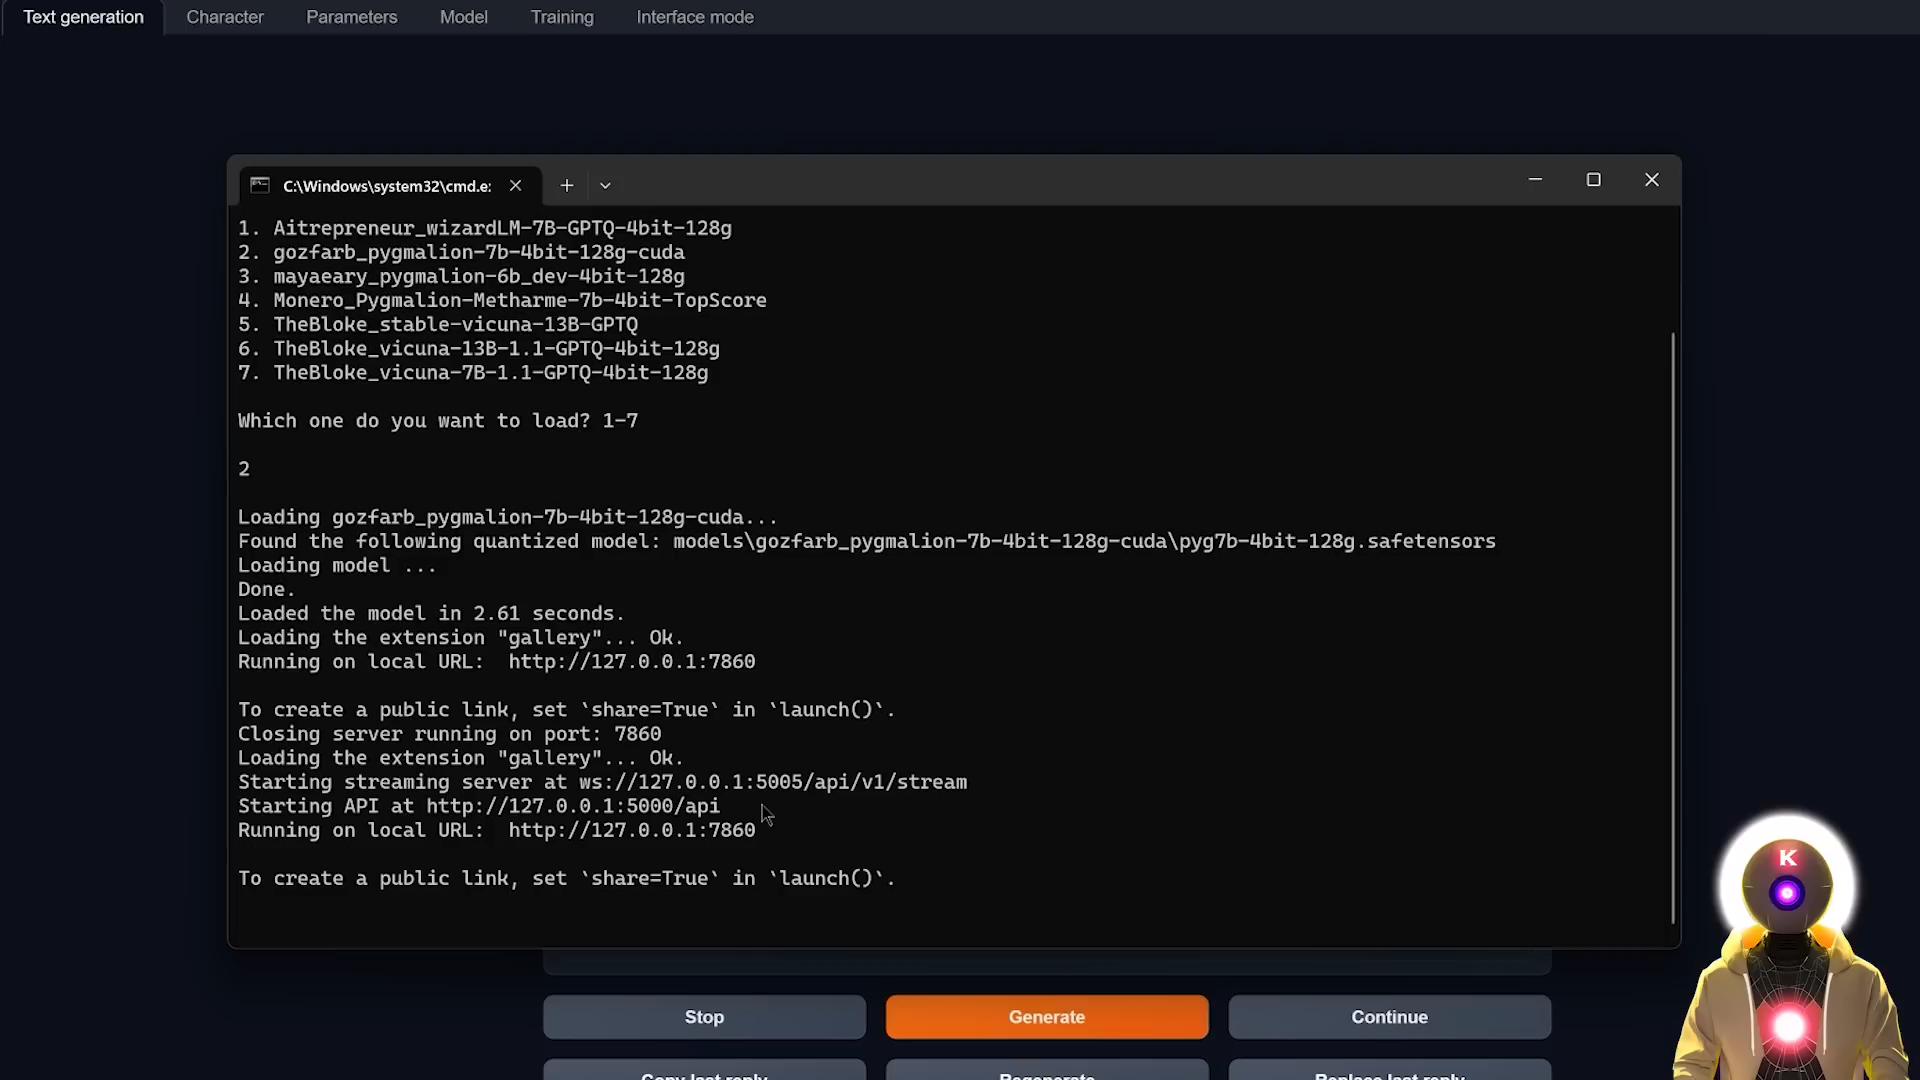 Text generation
Character
Parameters
Model
Training
Interface mode
C:\Windows\system32\cmd.e:
1. Aitrepreneur_wizardLM-7B-GPTQ-4bit-128g
2. gozfarb_pygmalion-7b-4bit-128g-cuda
3. mayaeary_pygmalion-6b_dev-4bit-128g
4. Monero_Pygmalion-Metharme-7b-4bit-TopScore
5. TheBloke_stable-vicuna-13B-GPTQ
6. TheBloke_vicuna-13B-1.1-GPTQ-4bit-128g
7. TheBloke_vicuna-7B-1.1-GPTQ-4bit-128g
Which one do you want to load? 1-7
2
Loading gozfarb_pygmalion-7b-4bit-128g-cuda...
Found the following quantized model: models\gozfarb_pygmalion-7b-4bit-128g-cuda\pyg7b-4bit-128g.safetensors
Loading model ...
Done.
Loaded the model in 2.61 seconds.
Loading the extension "gallery"... Ok.
Running on local URL:  http://127.0.0.1:7860
To create a public link, set `share=True` in `launch()`.
Closing server running on port: 7860
Loading the extension "gallery"... Ok.
Starting streaming server at ws://127.0.0.1:5005/api/v1/stream
Starting API at http://127.0.0.1:5000/api
Running on local URL:  http://127.0.0.1:7860
To create a public link, set `share=True` in `launch()`.
K
Stop
Generate
Continue
Copy last reply
Regenerate
Replace last reply